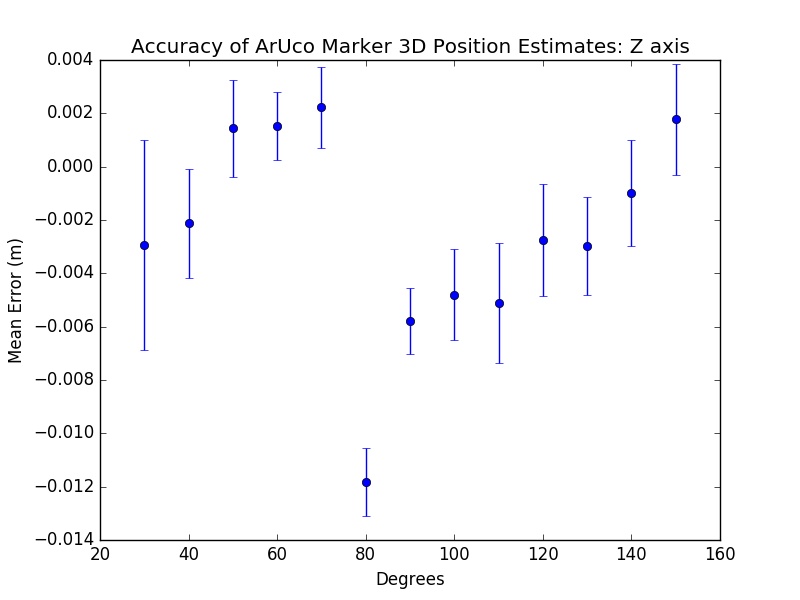 Accuracy of ArUco Marker 3D Position Estimates: Z axis
0.004
0.002
0.000
−0.002
−0.004
−0.006
−0.008
−0.010
−0.012
−0.014
Mean Error (m)
20 40 60 80 100 120 140 160
Degrees